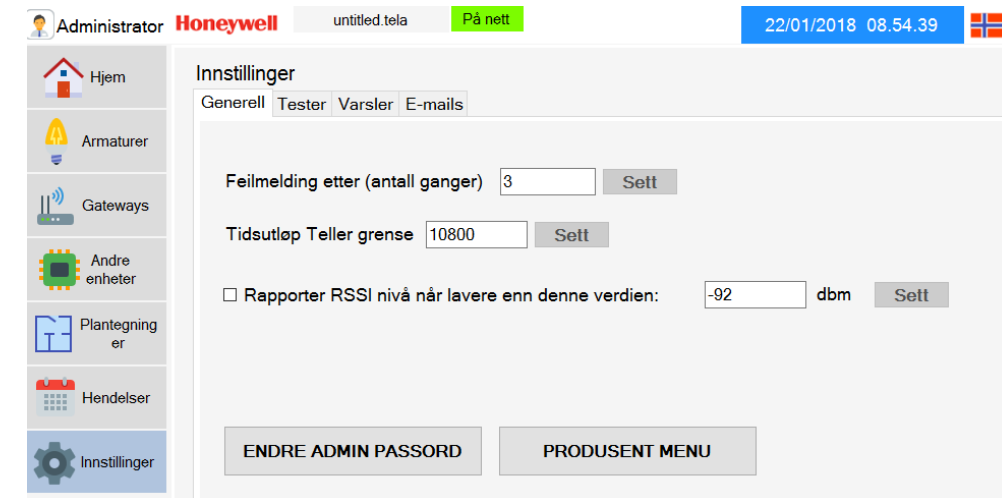 Administrator Honeywell untitled.tela På nett 22/01/2018 08.54.39
Hjem
Armaturer
Gateways
Andre
enheter
Plantegning
er
Hendelser
Innstillinger
Innstillinger
Generell Tester Varsler E-mails
Feilmelding etter (antall ganger) 3 Sett
Tidsutløp Teller grense 10800 Sett
Rapporter RSSI nivå når lavere enn denne verdien: -92 dbm Sett
ENDRE ADMIN PASSORD PRODUSENT MENU